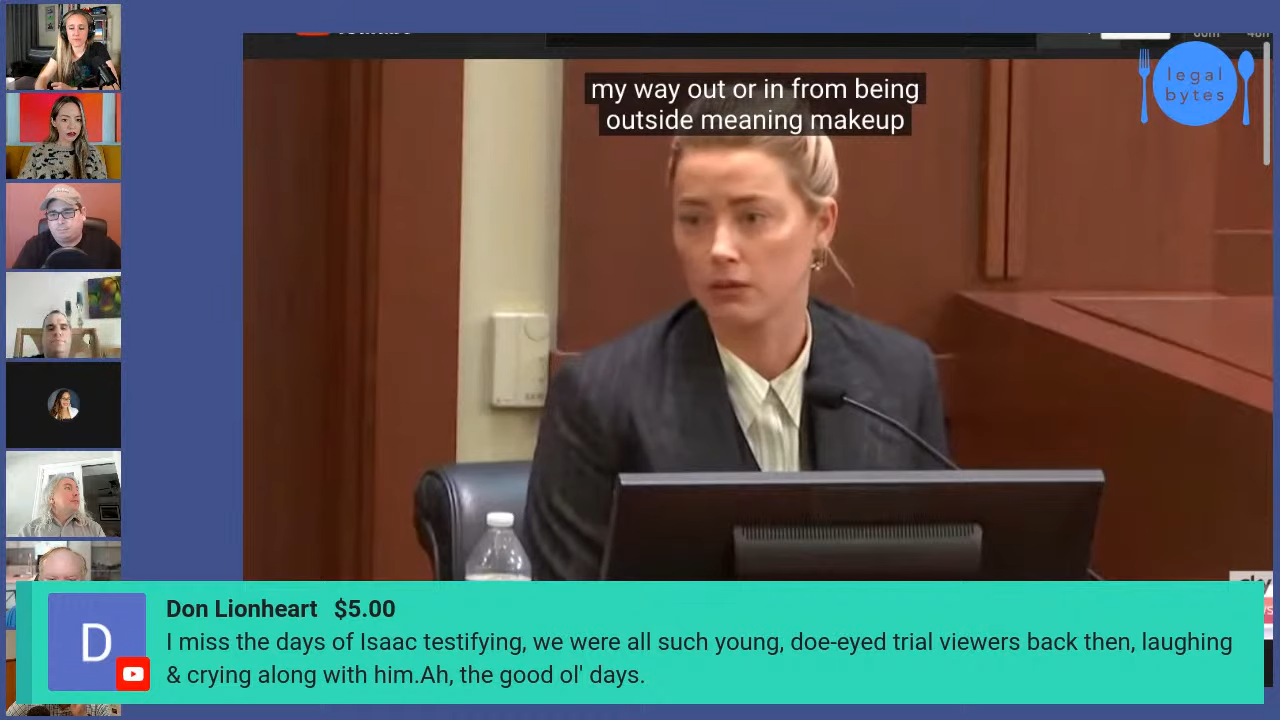 my way out or in from being
outside meaning makeup
legal
bytes
D
Don Lionheart $5.00
I miss the days of Isaac testifying, we were all such young, doe-eyed trial viewers back then, laughing
& crying along with him.Ah, the good ol' days.